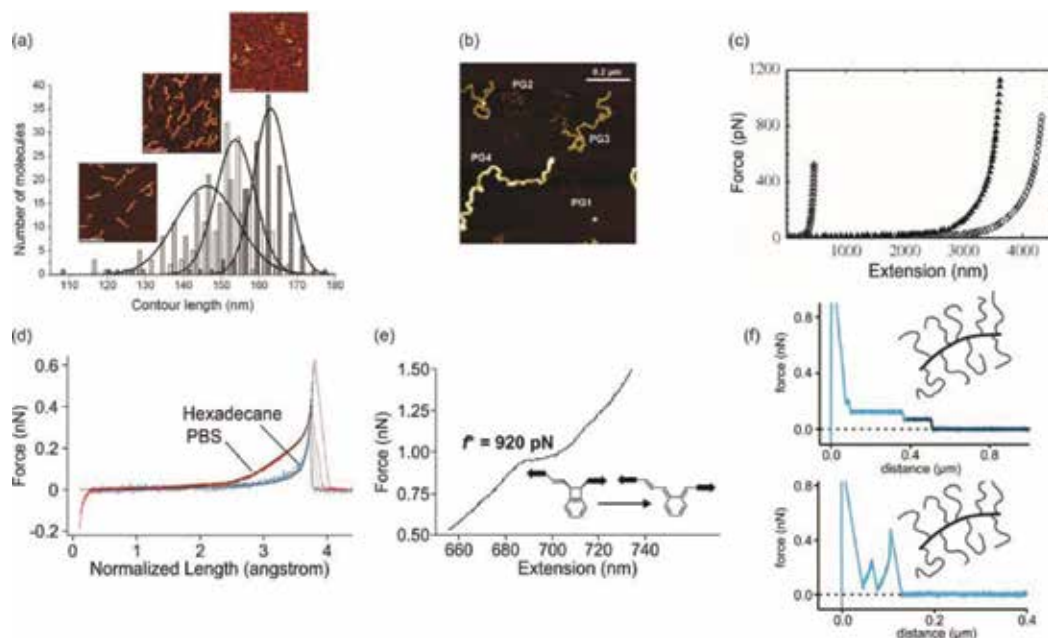 (a)
Number of molecules
40
35
30
25
20
15
10
5
0
110 120 130 140 150 160 170 180
Contour length (nm)
(b)
0.2 µm
PG2
PG3
PG4
PG1
(c)
Force (pN)
1200
800
400
0
1000 2000 3000 4000
Extension (nm)
(d)
Force (nN)
0.6
0.4
0.2
0
-0.2
Hexadecane
PBS
0 1 2 3 4
Normalized Length (angstrom)
(e)
Force (nN)
1.50
1.25
1.00
0.75
0.50
f* = 920 pN
660 680 700 720 740
Extension (nm)
(f)
force (nN)
0.8
0.4
0.0
0.0 0.4 0.8
distance (µm)
force (nN)
0.8
0.4
0.0
0.0 0.2 0.4
distance (µm)